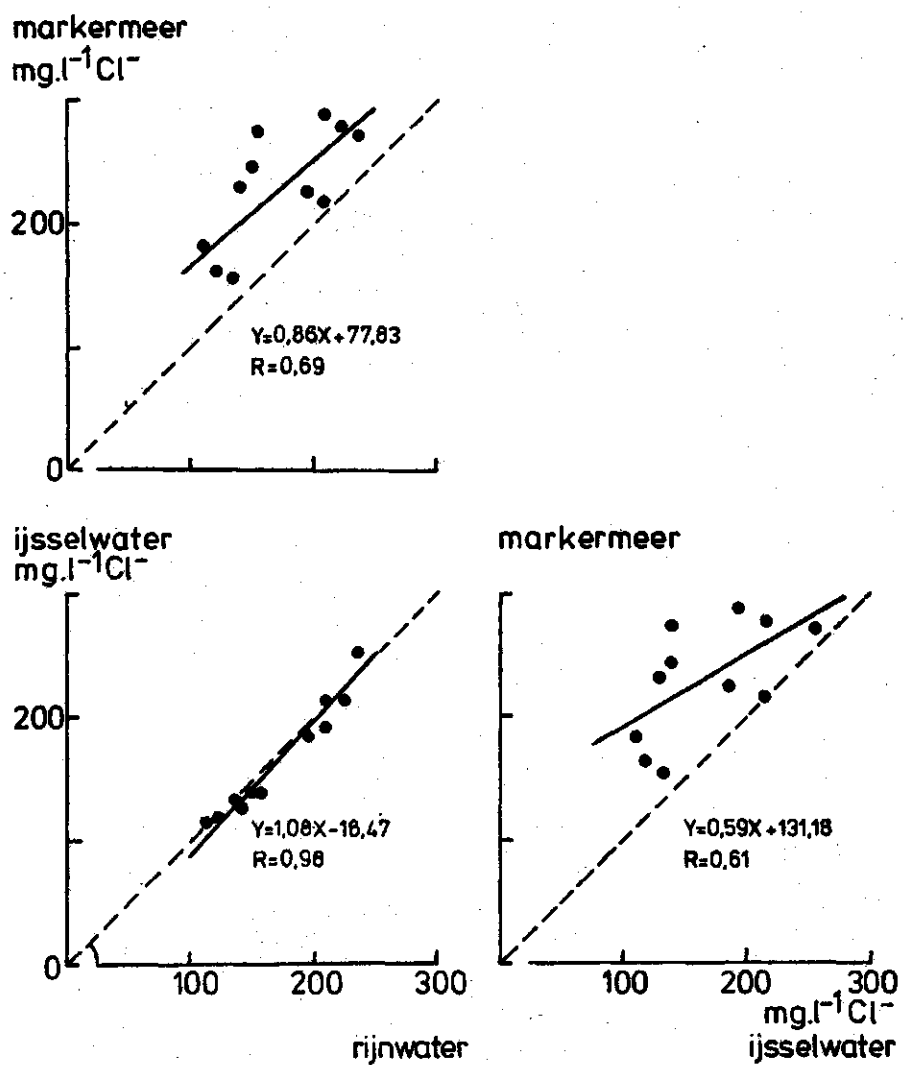 markermeer
mg.l⁻¹Cl⁻
200
0
Y=0,86X+77,83
R=0,69
ijsselwater
mg.l⁻¹Cl⁻
200
0
100
200
300
Y=1,08X−18,47
R=0,98
rijnwater
markermeer
Y=0,59X+131,18
R=0,61
100
200
300
mg.l⁻¹Cl⁻
ijsselwater